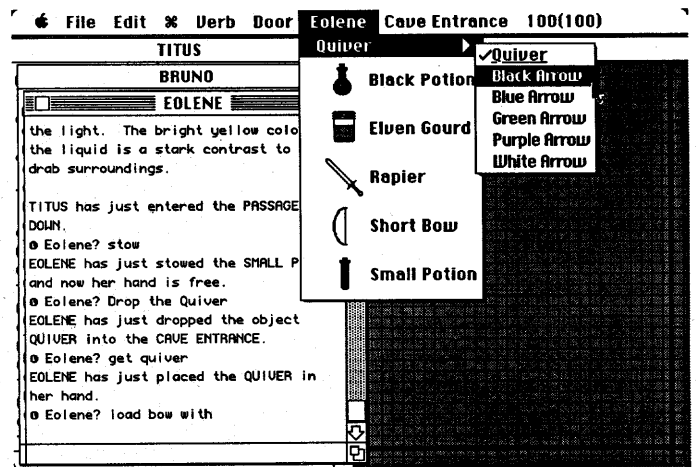 File Edit ⌘ Verb Door Eolene Cave Entrance 100(100)
TITUS
BRUNO
EOLENE
the light. The bright yellow colo
the liquid is a stark contrast to
drab surroundings.
TITUS has just entered the PASSAGE
DOWN.
Eolene? stow
EOLENE has just stowed the SMALL P
and now her hand is free.
Eolene? Drop the Quiver
EOLENE has just dropped the object
QUIVER into the CAVE ENTRANCE.
Eolene? get quiver
EOLENE has just placed the QUIVER in
her hand.
Eolene? load bow with
Quiver
Black Potion
Elven Gourd
Rapier
Short Bow
Small Potion
✓Quiver
Black Arrow
Blue Arrow
Green Arrow
Purple Arrow
White Arrow